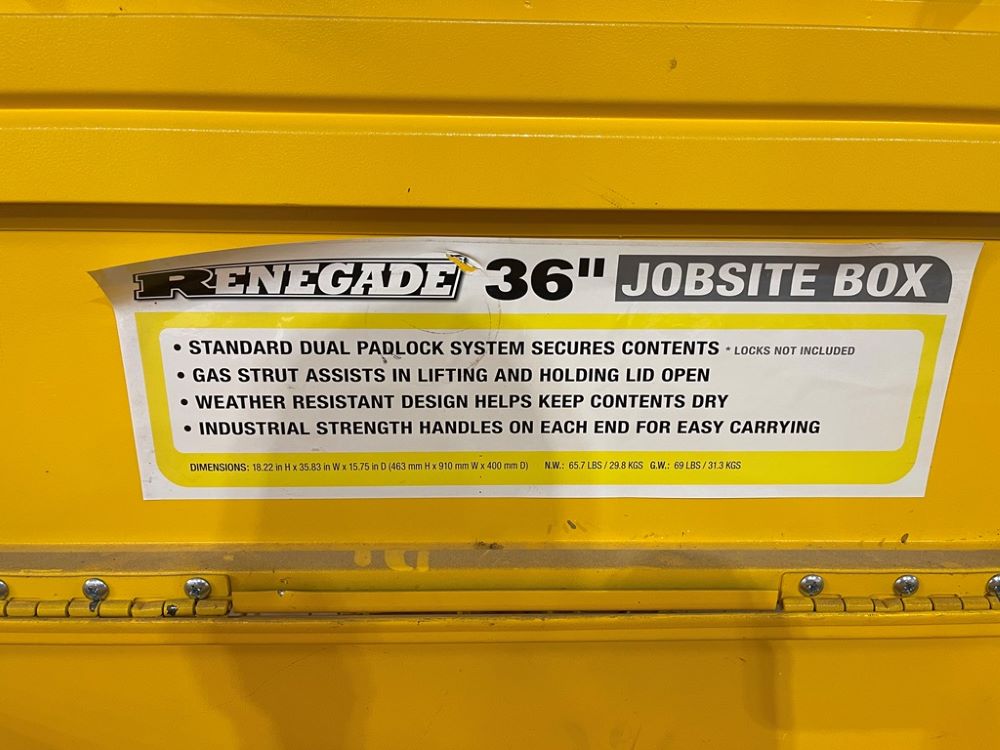 RENEGADE 36" JOBSITE BOX
• STANDARD DUAL PADLOCK SYSTEM SECURES CONTENTS * LOCKS NOT INCLUDED
• GAS STRUT ASSISTS IN LIFTING AND HOLDING LID OPEN
• WEATHER RESISTANT DESIGN HELPS KEEP CONTENTS DRY
• INDUSTRIAL STRENGTH HANDLES ON EACH END FOR EASY CARRYING
DIMENSIONS: 18.22 in H x 35.83 in W x 15.75 in D (463 mm H x 910 mm W x 400 mm D) N.W.: 65.7 LBS / 29.8 KGS G.W.: 69 LBS / 31.3 KGS